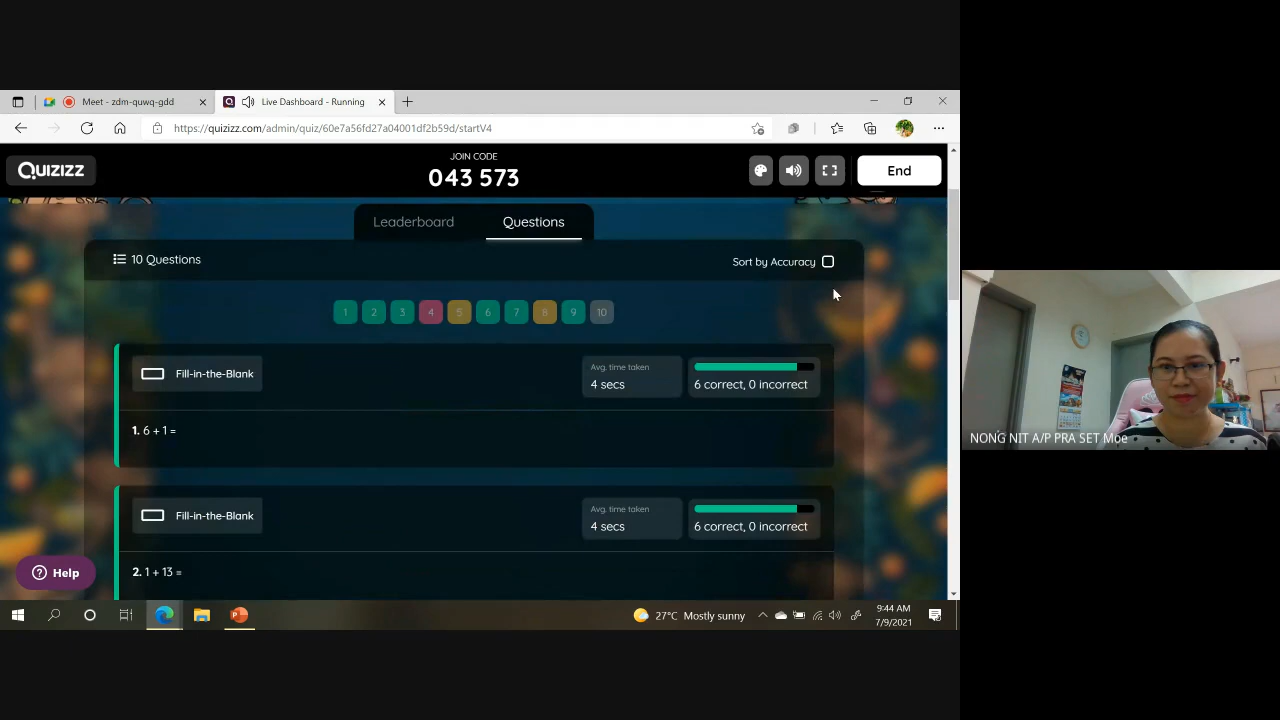 Meet - zdm-quwq-gdd
Live Dashboard - Running
https://quizizz.com/admin/quiz/60e7a56fd27a04001df2b59d/startV4
Quizizz
JOIN CODE
043 573
End
Leaderboard
Questions
10 Questions
Sort by Accuracy
1 2 3 4 5 6 7 8 9 10
Fill-in-the-Blank
Avg. time taken
4 secs
6 correct, 0 incorrect
1. 6 + 1 =
Fill-in-the-Blank
Avg. time taken
4 secs
6 correct, 0 incorrect
2. 1 + 13 =
Help
27°C Mostly sunny
9:44 AM
7/9/2021
NONG NIT A/P PRA SET Moe